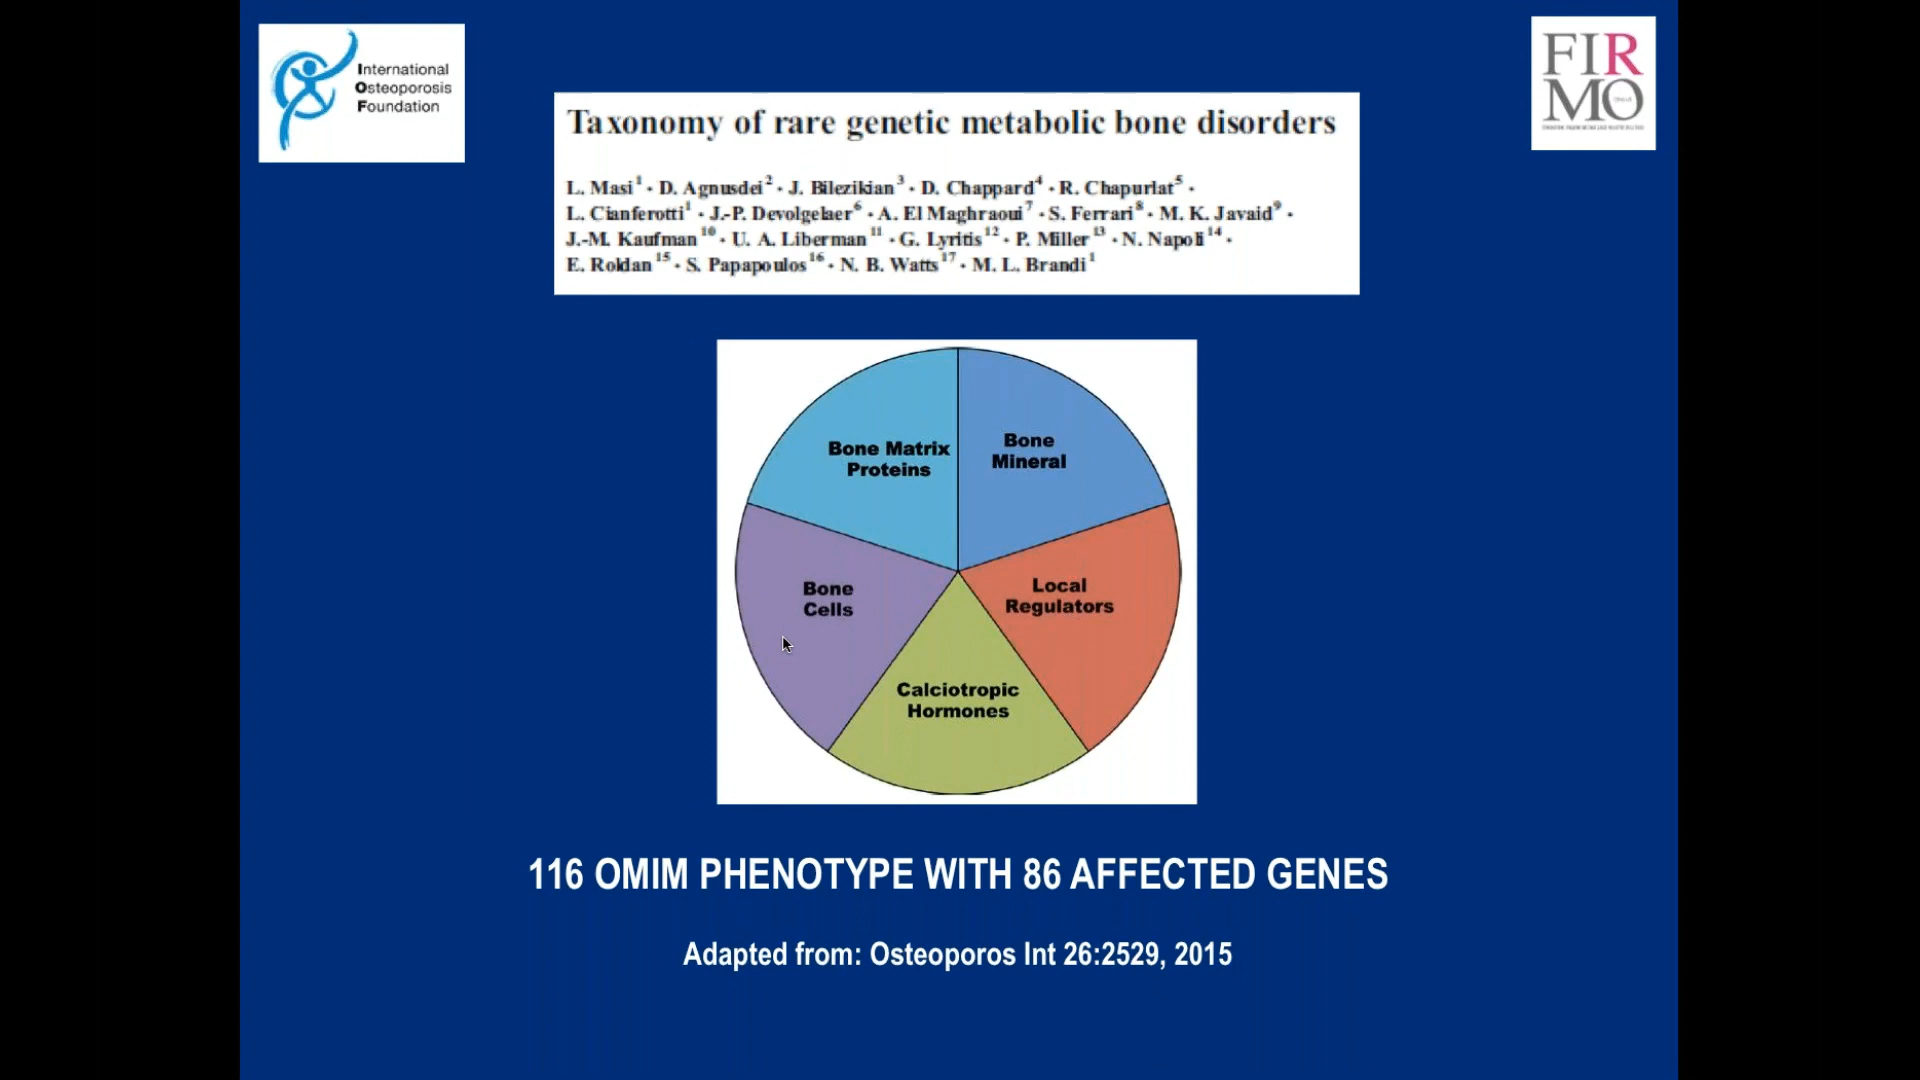 International
Osteoporosis
Foundation
FIR
MO
Taxonomy of rare genetic metabolic bone disorders
L. Masi1 · D. Agnusdei2 · J. Bilezikian3 · D. Chappard4 · R. Chapurlat5 ·
L. Cianferotti1 · J.-P. Devolgelaer6 · A. El Maghraoui7 · S. Ferrari8 · M. K. Javaid9 ·
J.-M. Kaufman10 · U. A. Liberman11 · G. Lyritis12 · P. Miller13 · N. Napoli14 ·
E. Roldan15 · S. Papapoulos16 · N. B. Watts17 · M. L. Brandi1
Bone Matrix
Proteins
Bone
Mineral
Bone
Cells
Local
Regulators
Calciotropic
Hormones
116 OMIM PHENOTYPE WITH 86 AFFECTED GENES
Adapted from: Osteoporos Int 26:2529, 2015